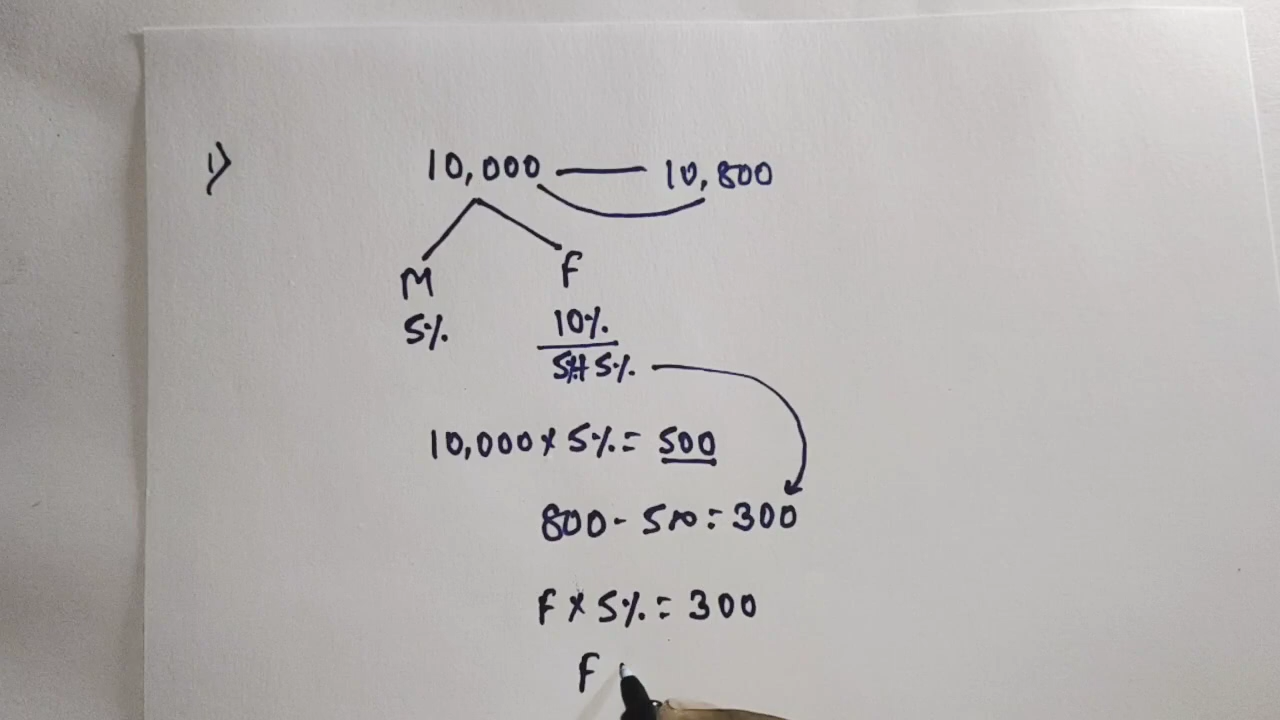 1) 10,000 — 10,800
M F
5% 10%
5%+5%
10,000 × 5% = 500
800 - 500 = 300
F × 5% = 300
F